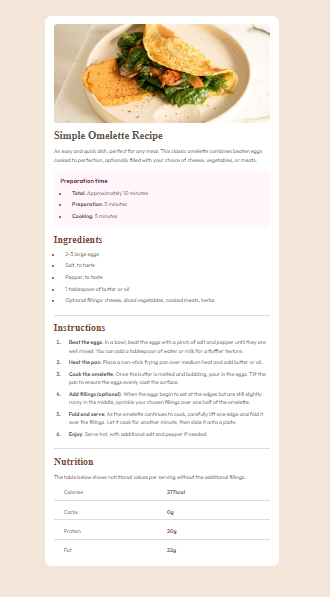 Simple Omelette Recipe
An easy and quick dish, perfect for any meal. This classic omelette combines beaten eggs
cooked to perfection, optionally filled with your choice of cheese, vegetables, or meats.
Preparation time
• Total: Approximately 10 minutes
• Preparation: 5 minutes
• Cooking: 5 minutes
Ingredients
• 2-3 large eggs
• Salt, to taste
• Pepper, to taste
• 1 tablespoon of butter or oil
• Optional fillings: cheese, diced vegetables, cooked meats, herbs
Instructions
1. Beat the eggs: In a bowl, beat the eggs with a pinch of salt and pepper until they are
well mixed. You can add a tablespoon of water or milk for a fluffier texture.
2. Heat the pan: Place a non-stick frying pan over medium heat and add butter or oil.
3. Cook the omelette: Once the butter is melted and bubbling, pour in the eggs. Tilt the
pan to ensure the eggs evenly coat the surface.
4. Add fillings (optional): When the eggs begin to set at the edges but are still slightly
runny in the middle, sprinkle your chosen fillings over one half of the omelette.
5. Fold and serve: As the omelette continues to cook, carefully lift one edge and fold it
over the fillings. Let it cook for another minute, then slide it onto a plate.
6. Enjoy: Serve hot, with additional salt and pepper if needed.
Nutrition
The table below shows nutritional values per serving without the additional fillings.
Calories 277kcal
Carbs 0g
Protein 20g
Fat 22g